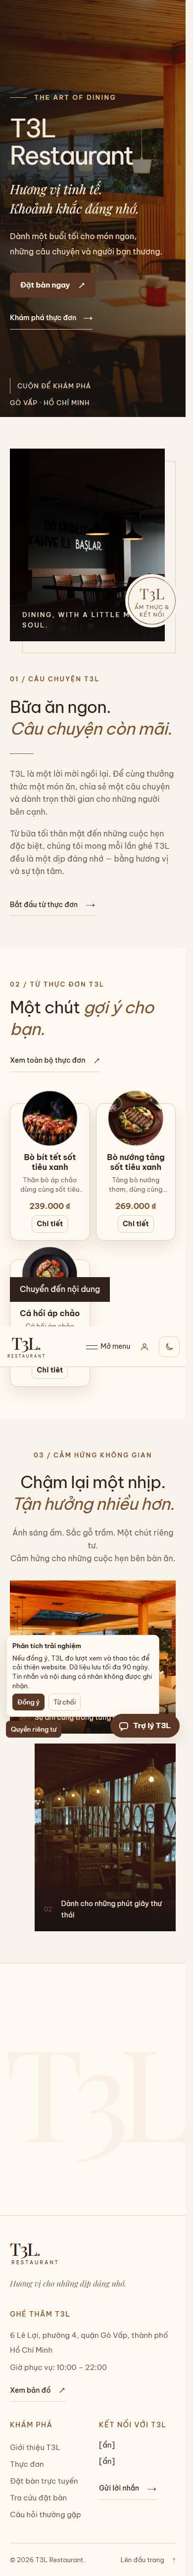 THE ART OF DINING
T3L
Restaurant
Hương vị tinh tế.
Khoảnh khắc đáng nhớ.
Dành một buổi tối cho món ngon,
những câu chuyện và người bạn thương.
Đặt bàn ngay ↗
Khám phá thực đơn →
CUỘN ĐỂ KHÁM PHÁ
GÒ VẤP · HỒ CHÍ MINH
BAŞLAR.
DINING, WITH A LITTLE M
SOUL.
T3L
ẨM THỰC &
KẾT NỐI
01 / CÂU CHUYỆN T3L
Bữa ăn ngon.
Câu chuyện còn mãi.
T3L là một lời mời ngồi lại. Để cùng thưởng
thức một món ăn, chia sẻ một câu chuyện
và dành trọn thời gian cho những người
bên cạnh.
Từ bữa tối thân mật đến những cuộc hẹn
đặc biệt, chúng tôi mong mỗi lần ghé T3L
đều là một dịp đáng nhớ — bằng hương vị
và sự tận tâm.
Bắt đầu từ thực đơn →
02 / TỪ THỰC ĐƠN T3L
Một chút gợi ý cho
bạn.
Xem toàn bộ thực đơn ↗
Bò bít tết sốt
tiêu xanh
Thăn bò áp chảo
dùng cùng sốt tiêu...
239.000 ₫
Chi tiết
Bò nướng tảng
sốt tiêu xanh
Tảng bò nướng
thơm, dùng cùng...
269.000 ₫
Chi tiết
Chuyển đến nội dung
Cá hồi áp chảo
T3L.
RESTAURANT
Mở menu
Chi tiết
03 / CẢM HỨNG KHÔNG GIAN
Chậm lại một nhịp.
Tận hưởng nhiều hơn.
Ánh sáng ấm. Sắc gỗ trầm. Một chút riêng
tư.
Cảm hứng cho những cuộc hẹn bên bàn ăn.
Phân tích trải nghiệm
Nếu đồng ý, T3L đo lượt xem và thao tác để
cải thiện website. Dữ liệu lưu tối đa 90 ngày.
Tin nhắn và nội dung cá nhân không được ghi
nhận.
Đồng ý
Từ chối
Quyền riêng tư
Trợ lý T3L
02
Dành cho những phút giây thư
thái
T3L
T3L.
RESTAURANT
Hương vị cho những dịp đáng nhớ.
GHÉ THĂM T3L
6 Lê Lợi, phường 4, quận Gò Vấp, thành phố
Hồ Chí Minh
Giờ phục vụ: 10:00 – 22:00
Xem bản đồ ↗
KHÁM PHÁ
Giới thiệu T3L
Thực đơn
Đặt bàn trực tuyến
Tra cứu đặt bàn
Câu hỏi thường gặp
KẾT NỐI VỚI T3L
[ẩn]
[ẩn]
Gửi lời nhắn →
© 2026 T3L Restaurant.
Lên đầu trang ↑